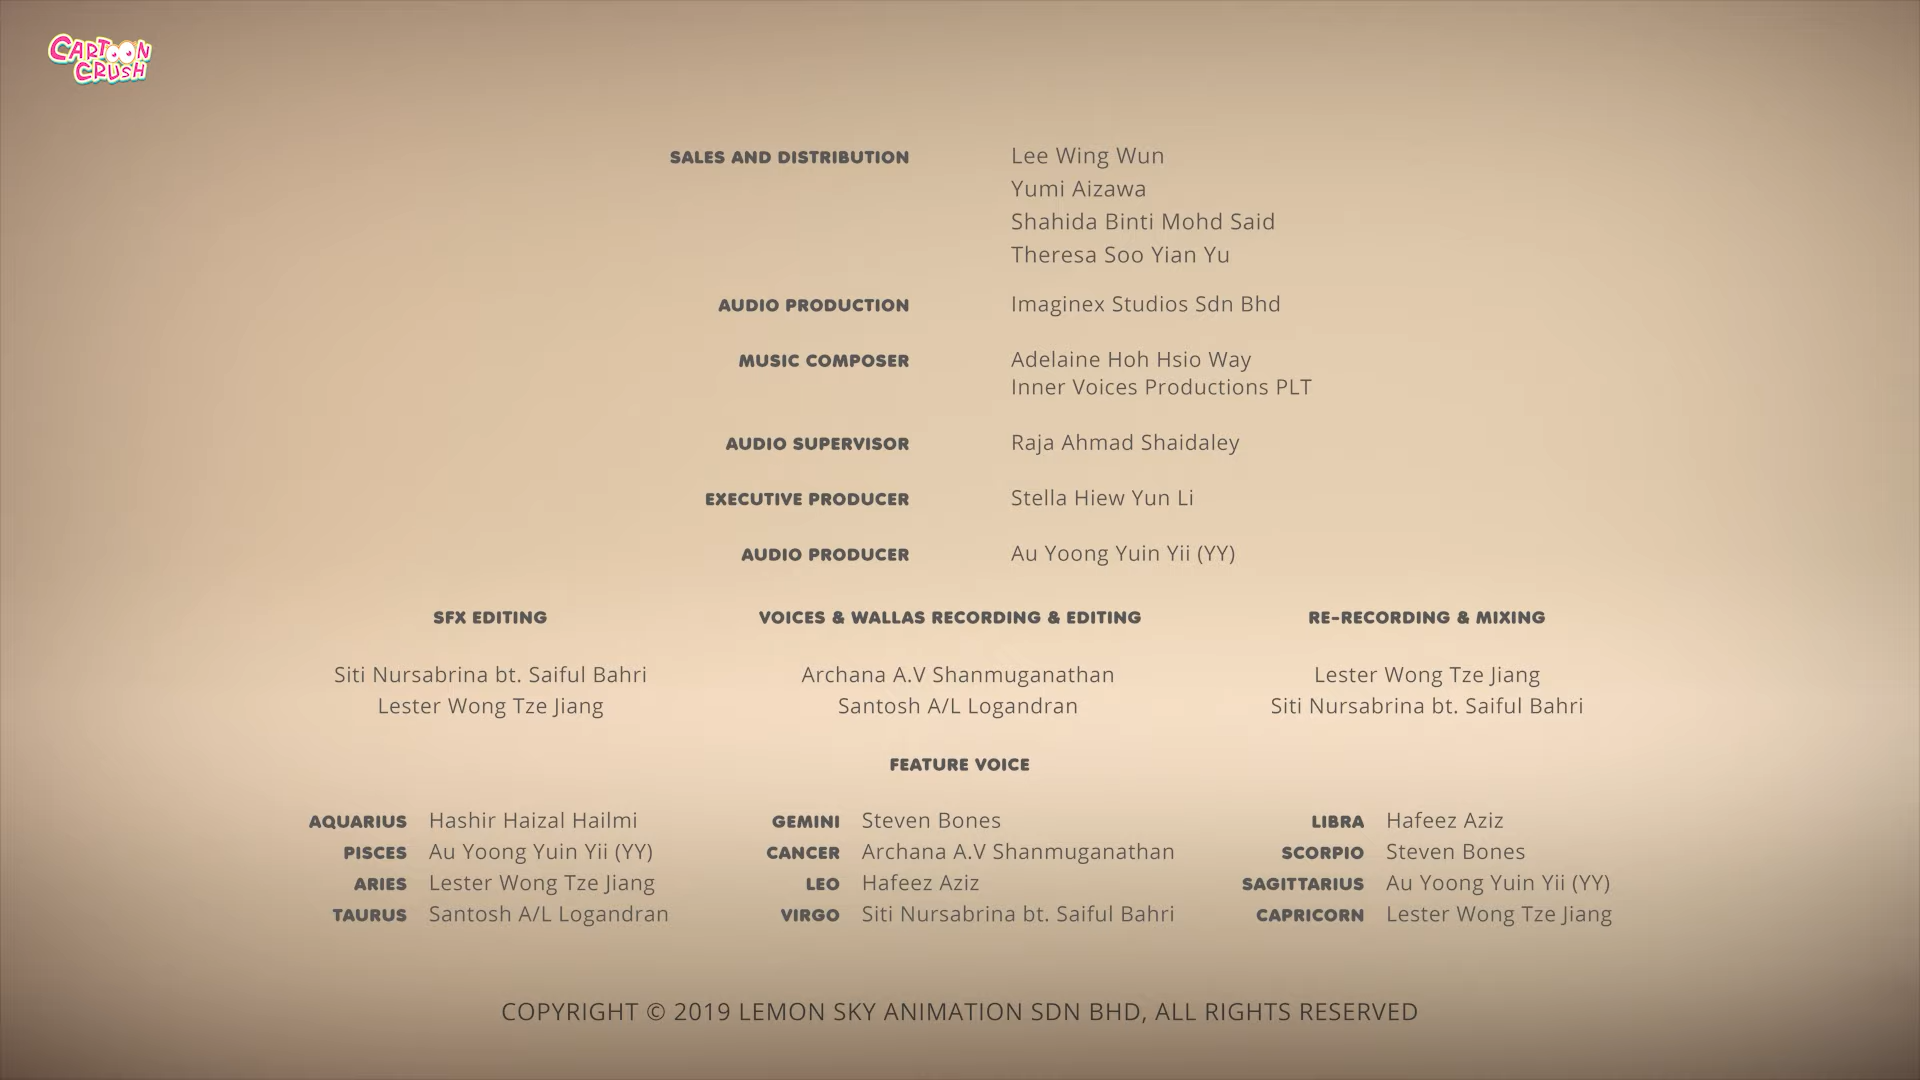 CARTOON
CRUSH
SALES AND DISTRIBUTION Lee Wing Wun
Yumi Aizawa
Shahida Binti Mohd Said
Theresa Soo Yian Yu
AUDIO PRODUCTION Imaginex Studios Sdn Bhd
MUSIC COMPOSER Adelaine Hoh Hsio Way
Inner Voices Productions PLT
AUDIO SUPERVISOR Raja Ahmad Shaidaley
EXECUTIVE PRODUCER Stella Hiew Yun Li
AUDIO PRODUCER Au Yoong Yuin Yii (YY)
SFX EDITING
Siti Nursabrina bt. Saiful Bahri
Lester Wong Tze Jiang
VOICES & WALLAS RECORDING & EDITING
Archana A.V Shanmuganathan
Santosh A/L Logandran
RE-RECORDING & MIXING
Lester Wong Tze Jiang
Siti Nursabrina bt. Saiful Bahri
FEATURE VOICE
AQUARIUS Hashir Haizal Hailmi
PISCES Au Yoong Yuin Yii (YY)
ARIES Lester Wong Tze Jiang
TAURUS Santosh A/L Logandran
GEMINI Steven Bones
CANCER Archana A.V Shanmuganathan
LEO Hafeez Aziz
VIRGO Siti Nursabrina bt. Saiful Bahri
LIBRA Hafeez Aziz
SCORPIO Steven Bones
SAGITTARIUS Au Yoong Yuin Yii (YY)
CAPRICORN Lester Wong Tze Jiang
COPYRIGHT © 2019 LEMON SKY ANIMATION SDN BHD, ALL RIGHTS RESERVED